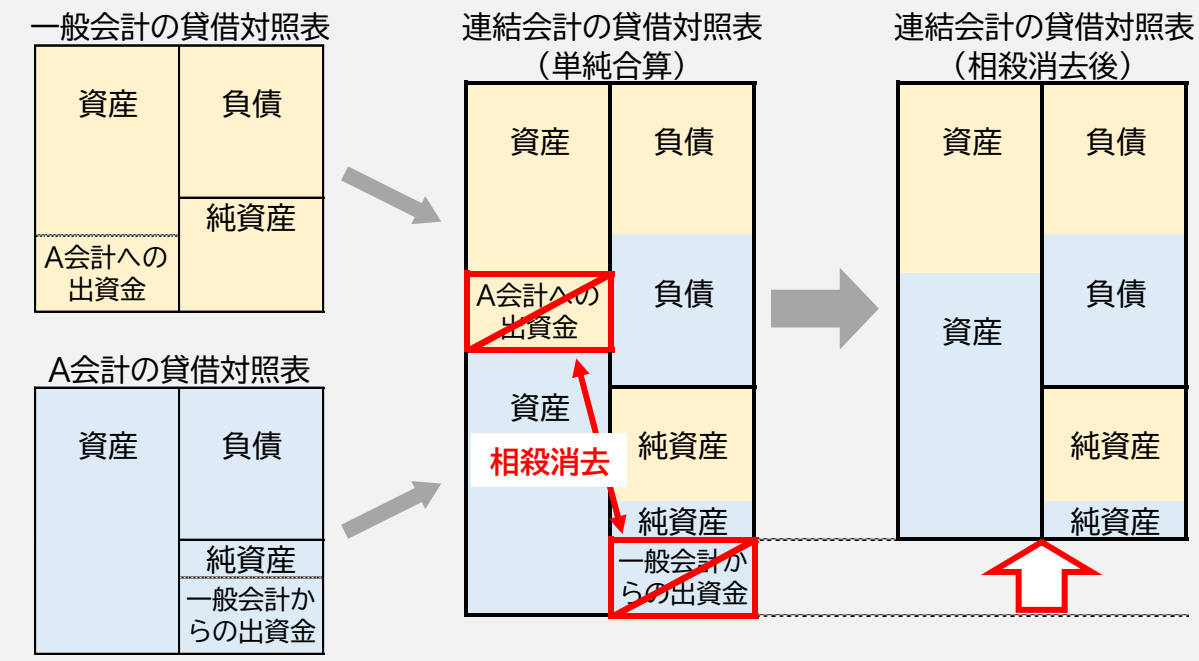 一般会計の貸借対照表
資産
負債
純資産
A会計への
出資金
A会計の貸借対照表
資産
負債
純資産
一般会計か
らの出資金
連結会計の貸借対照表
（単純合算）
資産
負債
A会計への
出資金
負債
資産
相殺消去
純資産
純資産
一般会計か
らの出資金
連結会計の貸借対照表
（相殺消去後）
資産
負債
負債
資産
純資産
純資産